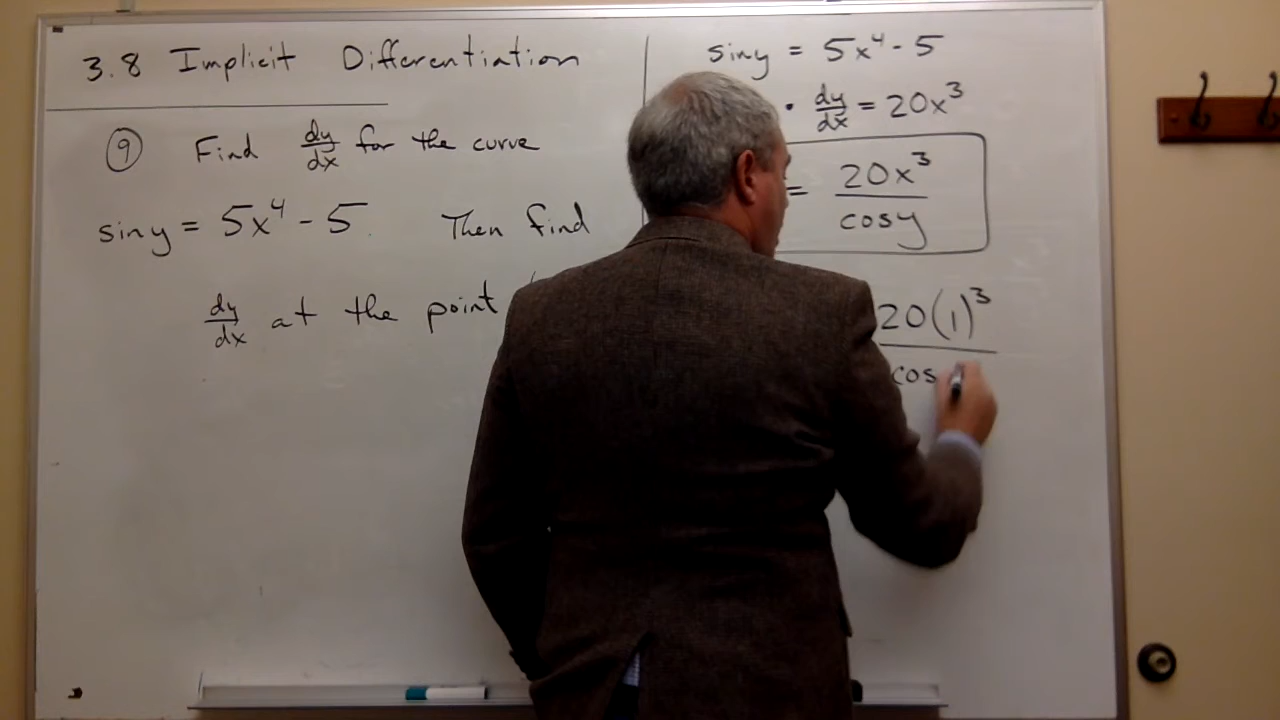 3.8 Implicit Differentiation
⑨ Find dy/dx for the curve
sin y = 5x⁴ - 5 Then find
dy/dx at the point (
sin y = 5x⁴ - 5
· dy/dx = 20x³
= 20x³/cos y
20(1)³/cos